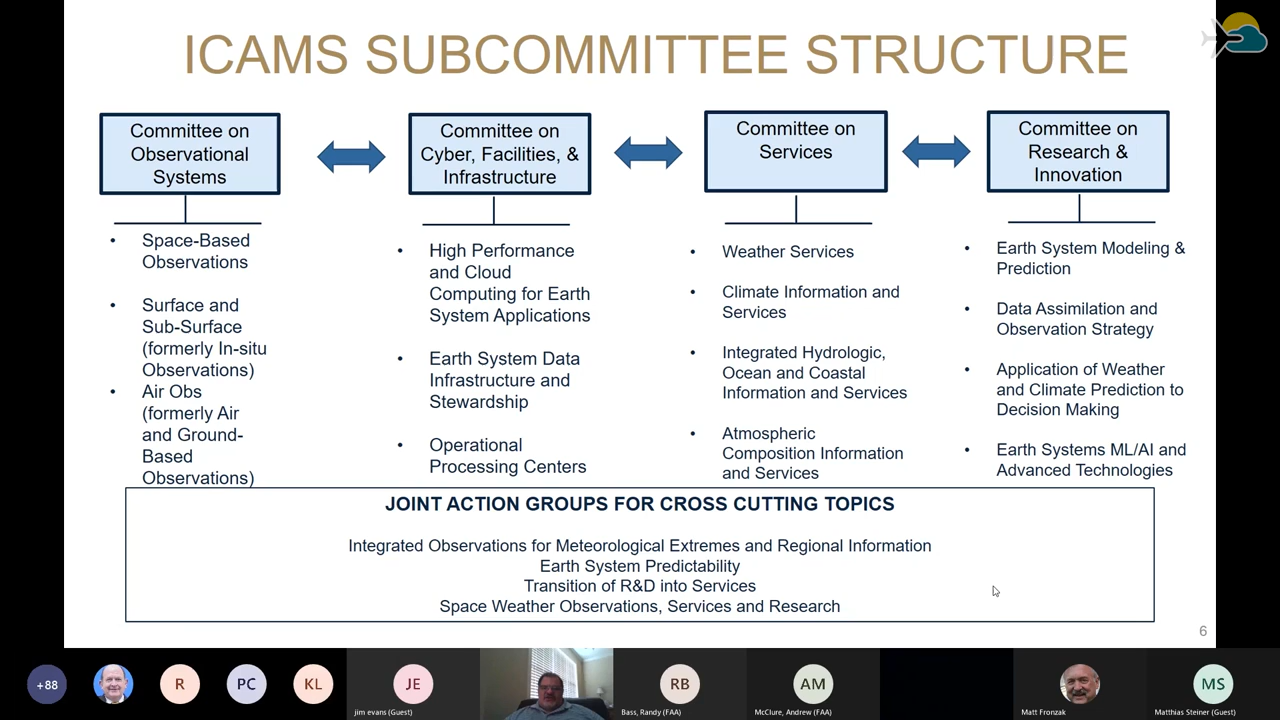 ICAMS SUBCOMMITTEE STRUCTURE
Committee on
Observational
Systems
Committee on
Cyber, Facilities, &
Infrastructure
Committee on
Services
Committee on
Research &
Innovation
• Space-Based
Observations
• Surface and
Sub-Surface
(formerly In-situ
Observations)
• Air Obs
(formerly Air
and Ground-
Based
Observations)
• High Performance
and Cloud
Computing for Earth
System Applications
• Earth System Data
Infrastructure and
Stewardship
• Operational
Processing Centers
• Weather Services
• Climate Information and
Services
• Integrated Hydrologic,
Ocean and Coastal
Information and Services
• Atmospheric
Composition Information
and Services
• Earth System Modeling &
Prediction
• Data Assimilation and
Observation Strategy
• Application of Weather
and Climate Prediction to
Decision Making
• Earth Systems ML/AI and
Advanced Technologies
JOINT ACTION GROUPS FOR CROSS CUTTING TOPICS
Integrated Observations for Meteorological Extremes and Regional Information
Earth System Predictability
Transition of R&D into Services
Space Weather Observations, Services and Research
6
+88
R
PC
KL
JE
jim evans (Guest)
RB
Bass, Randy (FAA)
AM
McClure, Andrew (FAA)
Matt Fronzak
MS
Matthias Steiner (Guest)